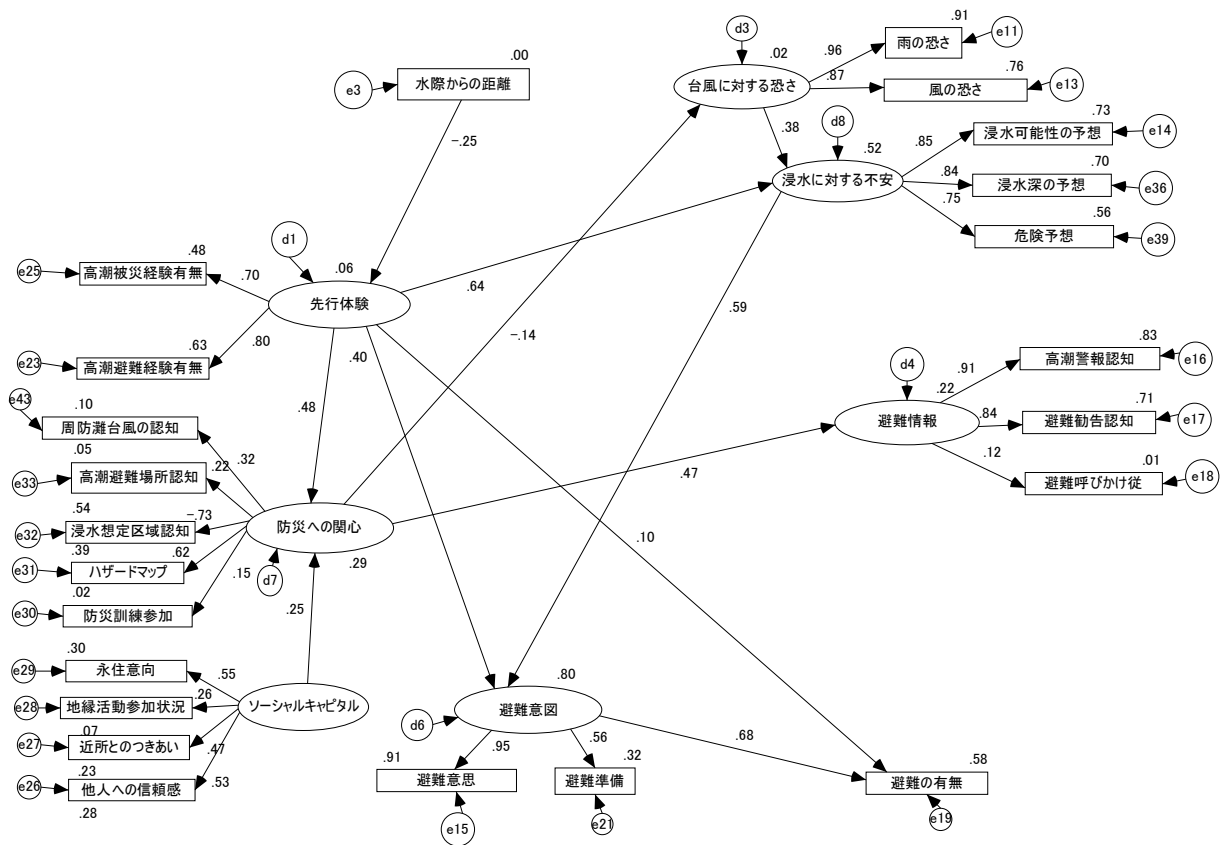 d3
.02
台風に対する恐さ
.96
.87
.91
雨の恐さ
e11
.76
風の恐さ
e13
.00
e3
水際からの距離
-.25
.38
d8
.52
浸水に対する不安
.85
.84
.75
.73
浸水可能性の予想
e14
.70
浸水深の予想
e36
.56
危険予想
e39
d1
.06
先行体験
.48
e25
高潮被災経験有無
.70
.63
e23
高潮避難経験有無
.80
.64
-.14
.59
.40
.48
e43
.10
周防灘台風の認知
.32
.05
e33
高潮避難場所認知
.22
.54
e32
浸水想定区域認知
-.73
.39
e31
ハザードマップ
.62
.02
e30
防災訓練参加
.15
防災への関心
d7
.29
.47
.10
d4
.22
避難情報
.91
.84
.12
.83
高潮警報認知
e16
.71
避難勧告認知
e17
.01
避難呼びかけ従
e18
.25
.30
e29
永住意向
.55
e28
地縁活動参加状況
.26
.07
e27
近所とのつきあい
.47
.23
e26
他人への信頼感
.53
.28
ソーシャルキャピタル
.80
避難意図
d6
.95
.56
.68
.91
避難意思
e15
.32
避難準備
e21
.58
避難の有無
e19